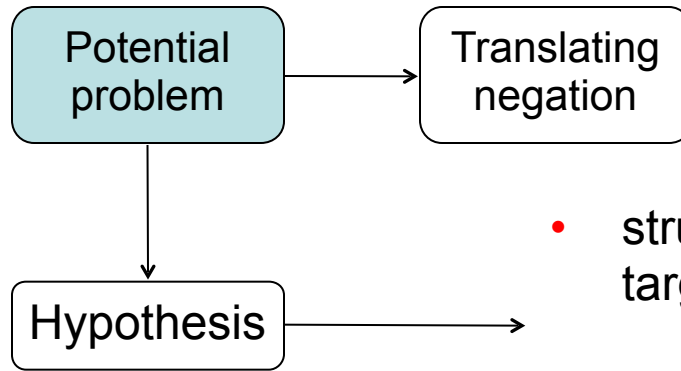 Potential
problem
Translating
negation
•
Hypothesis